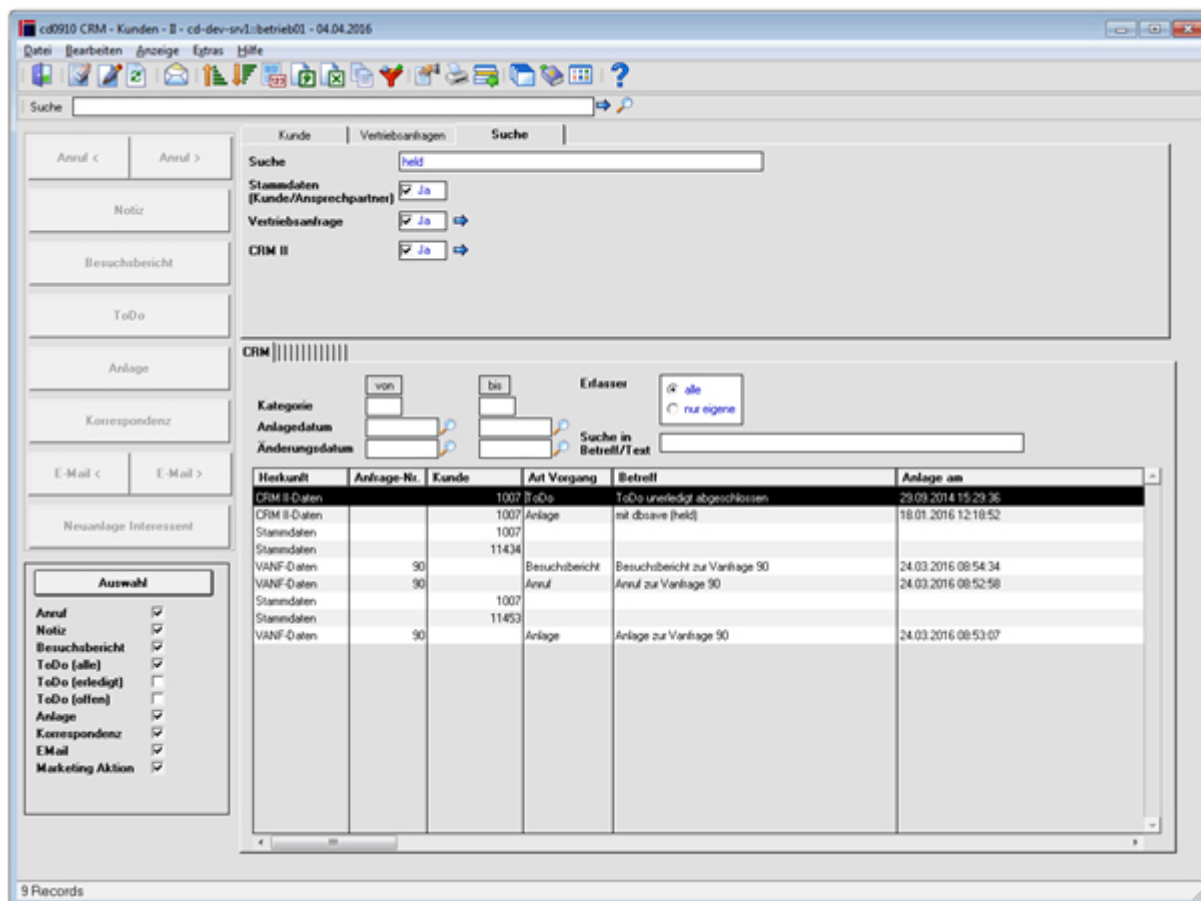 cd0910 CRM - Kunden - II - cd-dev-srv1::betrieb01 - 04.04.2016
Datei Bearbeiten Anzeige Extras Hilfe
Suche
Kunde Vertriebsanfragen Suche
Anruf < Anruf >
Notiz
Besuchsbericht
ToDo
Anlage
Korrespondenz
E-Mail < E-Mail >
Neuanlage Interessent
Suche held
Stammdaten
(Kunde/Ansprechpartner) Ja
Vertriebsanfrage Ja
CRM II Ja
CRM
von bis Erfasser alle
nur eigene
Kategorie
Anlagedatum
Änderungsdatum
Suche in
Betreff/Text
Herkunft Anfrage-Nr. Kunde Art Vorgang Betreff Anlage am
CRM II-Daten 1007 ToDo ToDo unerledigt abgeschlossen 29.09.2014 15:29:36
CRM II-Daten 1007 Anlage mit dbsave (held) 18.01.2016 12:18:52
Stammdaten 1007
Stammdaten 11434
VANF-Daten 90 Besuchsbericht Besuchsbericht zur Vanfrage 90 24.03.2016 08:54:34
VANF-Daten 90 Anruf Anruf zur Vanfrage 90 24.03.2016 08:52:58
Stammdaten 1007
Stammdaten 11453
VANF-Daten 90 Anlage Anlage zur Vanfrage 90 24.03.2016 08:53:07
Auswahl
Anruf
Notiz
Besuchsbericht
ToDo (alle)
ToDo (erledigt)
ToDo (offen)
Anlage
Korrespondenz
EMail
Marketing Aktion
9 Records